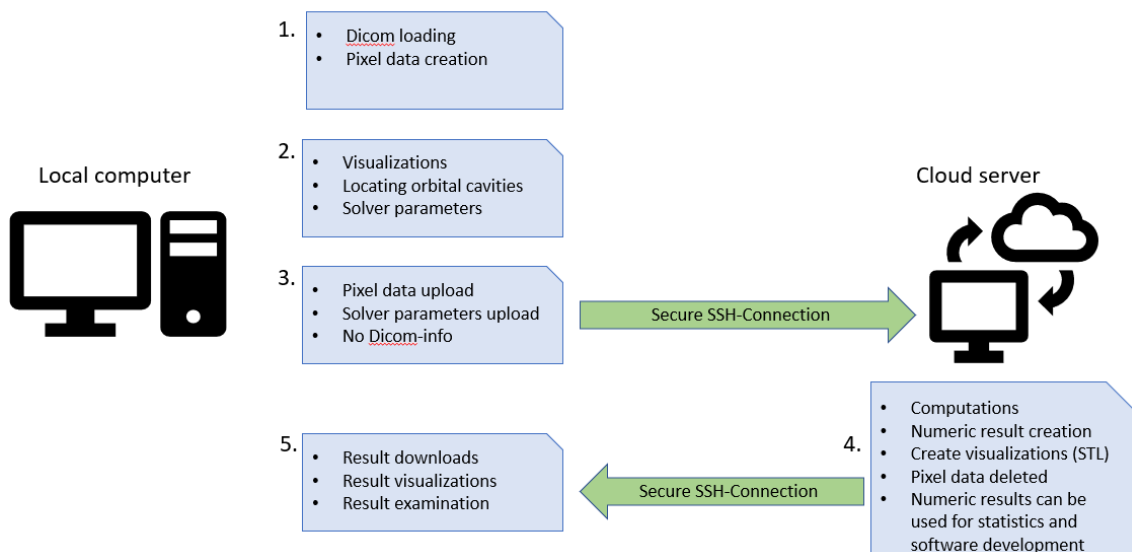 1.
• Dicom loading
• Pixel data creation
2.
• Visualizations
• Locating orbital cavities
• Solver parameters
Local computer
Cloud server
3.
• Pixel data upload
• Solver parameters upload
• No Dicom-info
Secure SSH-Connection
4.
• Computations
• Numeric result creation
• Create visualizations (STL)
• Pixel data deleted
• Numeric results can be
used for statistics and
software development
Secure SSH-Connection
5.
• Result downloads
• Result visualizations
• Result examination